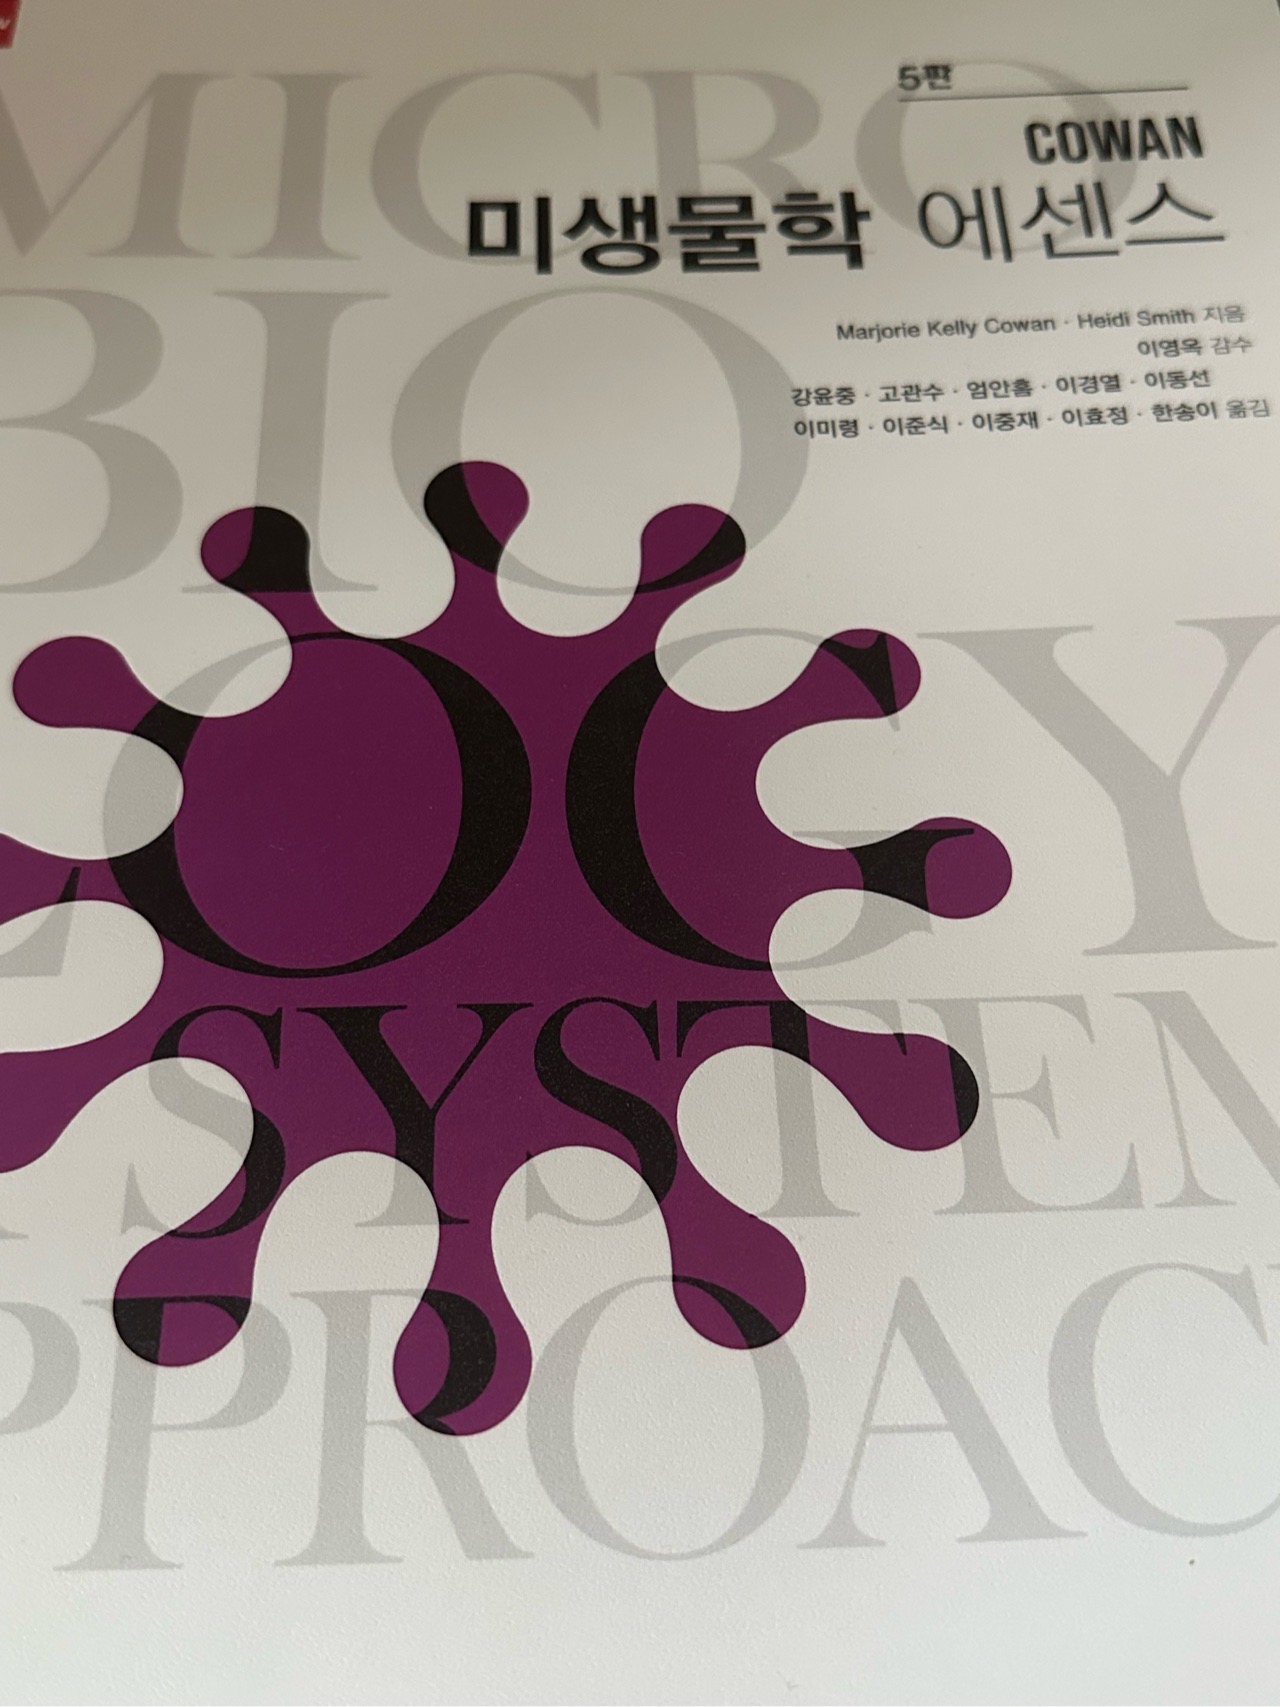 5판
COWAN
미생물학 에센스
Marjorie Kelly Cowan · Heidi Smith 지음
이영옥 감수
강윤중 · 고관수 · 엄안흠 · 이경열 · 이동선
이미령 · 이준식 · 이중재 · 이효정 · 한송이 옮김
MICRO
BIO
LOGY
SYSTEM
PPROAC